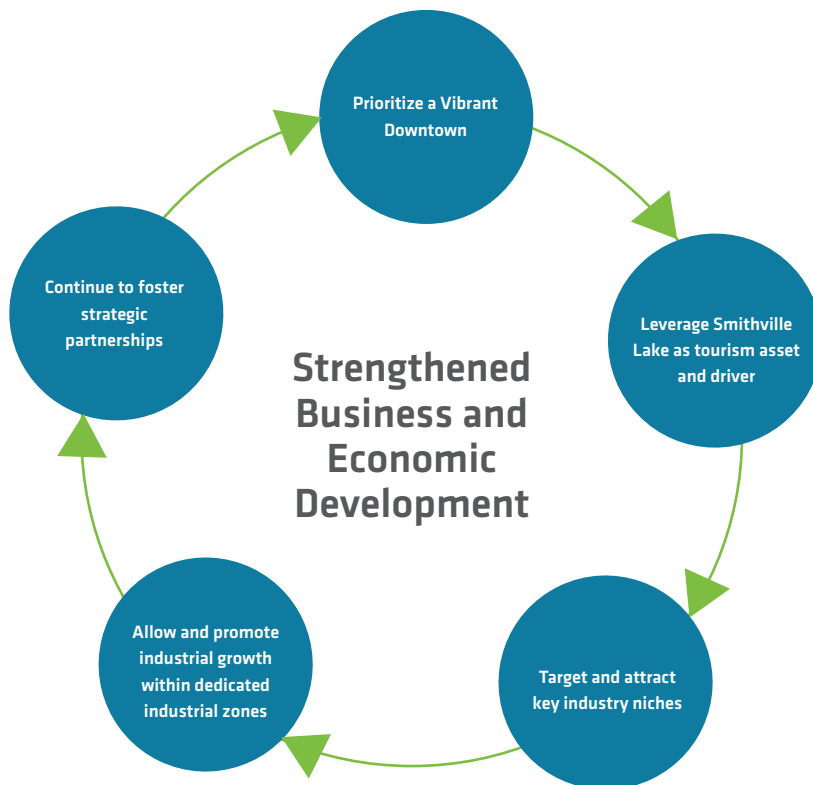 Prioritize a Vibrant
Downtown
Leverage Smithville
Lake as tourism asset
and driver
Target and attract
key industry niches
Allow and promote
industrial growth
within dedicated
industrial zones
Continue to foster
strategic
partnerships
Strengthened
Business and
Economic
Development